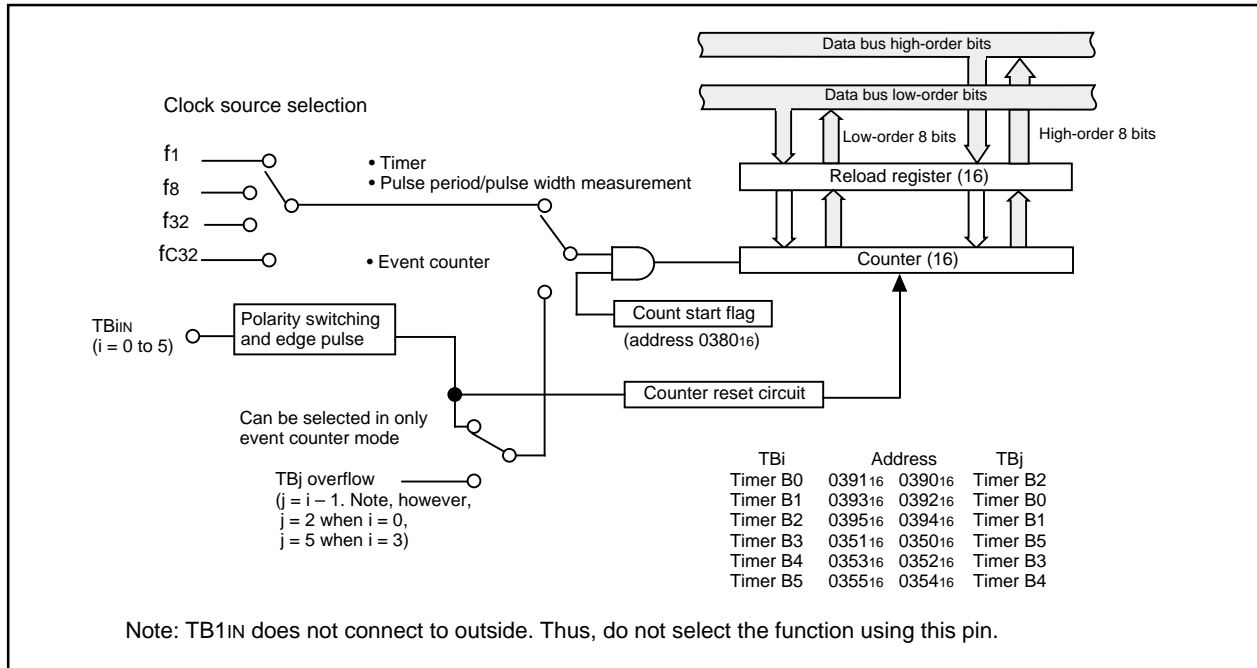 Data bus high-order bits
Data bus low-order bits
Clock source selection
Low-order 8 bits
High-order 8 bits
f1
f8
f32
fC32
• Timer
• Pulse period/pulse width measurement
Reload register (16)
• Event counter
Counter (16)
TBiIN
(i = 0 to 5)
Polarity switching
and edge pulse
Count start flag
(address 038016)
Counter reset circuit
Can be selected in only
event counter mode
TBj overflow
(j = i – 1. Note, however,
j = 2 when i = 0,
j = 5 when i = 3)
TBi Address TBj
Timer B0 039116 039016 Timer B2
Timer B1 039316 039216 Timer B0
Timer B2 039516 039416 Timer B1
Timer B3 035116 035016 Timer B5
Timer B4 035316 035216 Timer B3
Timer B5 035516 035416 Timer B4
Note: TB1IN does not connect to outside. Thus, do not select the function using this pin.